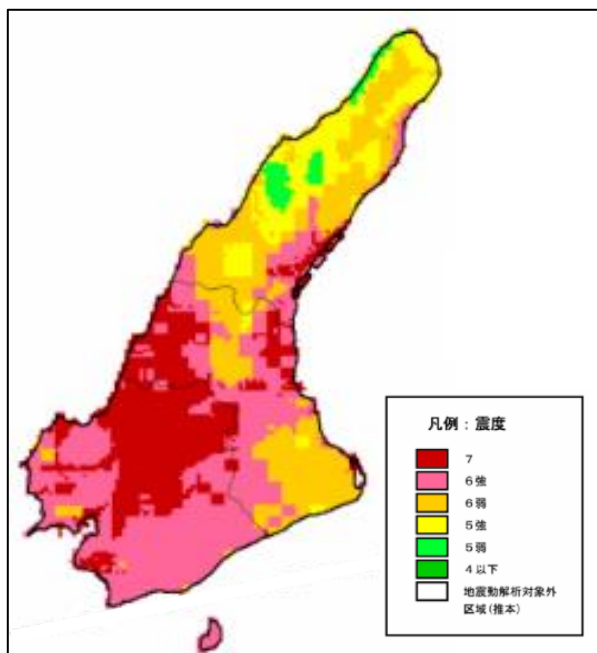 凡例：震度
7
6強
6弱
5強
5弱
4以下
地震動解析対象外
区域(推本)